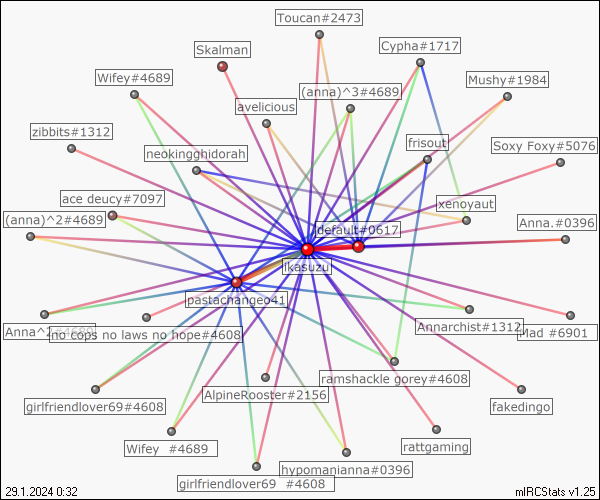 Toucan#2473
Skalman
Cypha#1717
Wifey#4689
Mushy#1984
(anna)^3#4689
avelicious
zibbits#1312
frisout
Soxy Foxy#5076
neokingghidorah
ace deucy#7097
xenoyaut
(anna)^2#4689
Anna.#0396
default#0617
ikasuzu
pastachangeo41
Anna^2#4689
no cops no laws no hope#4608
Annarchist#1312
Mad #6901
ramshackle gorey#4608
AlpineRooster#2156
girlfriendlover69#4608
fakedingo
Wifey #4689
rattgaming
hypomanianna#0396
girlfriendlover69 #4608
29.1.2024 0:32
mIRCStats v1.25